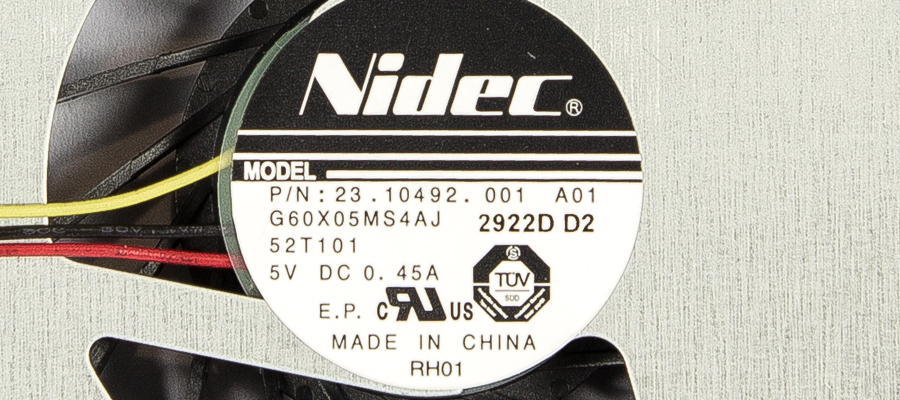 Nidec®
MODEL
P/N:23.10492.001 A01
G60X05MS4AJ 2922D D2
52T101
5V DC 0.45A
TÜV
SÜD
E.P. c RU US
MADE IN CHINA
RH01